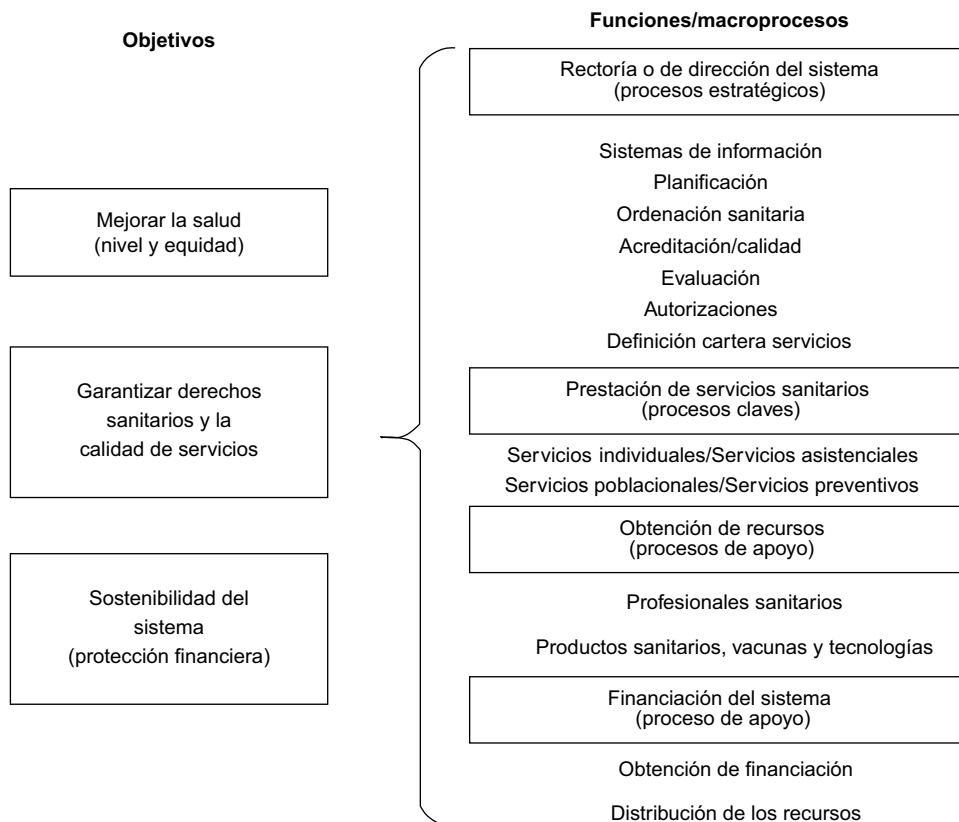 Objetivos
Mejorar la salud
(nivel y equidad)
Garantizar derechos
sanitarios y la
calidad de servicios
Sostenibilidad del
sistema
(protección financiera)
Funciones/macroprocesos
Rectoría o de dirección del sistema
(procesos estratégicos)
Sistemas de información
Planificación
Ordenación sanitaria
Acreditación/calidad
Evaluación
Autorizaciones
Definición cartera servicios
Prestación de servicios sanitarios
(procesos claves)
Servicios individuales/Servicios asistenciales
Servicios poblacionales/Servicios preventivos
Obtención de recursos
(procesos de apoyo)
Profesionales sanitarios
Productos sanitarios, vacunas y tecnologías
Financiación del sistema
(proceso de apoyo)
Obtención de financiación
Distribución de los recursos